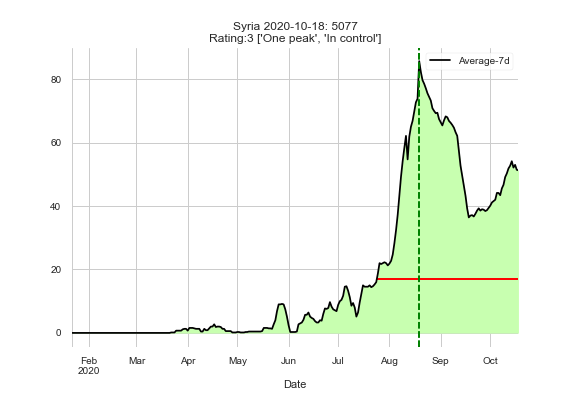 Syria 2020-10-18: 5077
Rating:3 ['One peak', 'In control']
Average-7d
80
60
40
20
0
Feb Mar Apr May Jun Jul Aug Sep Oct
2020
Date